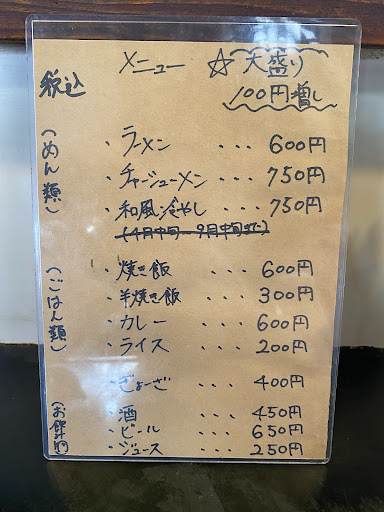 メニュー ☆大盛り
税込 100円増し
(めん類)
・ラーメン ・・・600円
・チャーシューメン ・・・750円
・和風冷やし ・・・750円
(4月中旬〜9月中旬まで)
(ごはん類)
・焼き飯 ・・・600円
・半焼き飯 ・・・300円
・カレー ・・・600円
・ライス ・・・200円
・ぎょーざ ・・・400円
(お飲物)
・酒 ・・・450円
・ビール ・・・650円
・ジュース ・・・250円